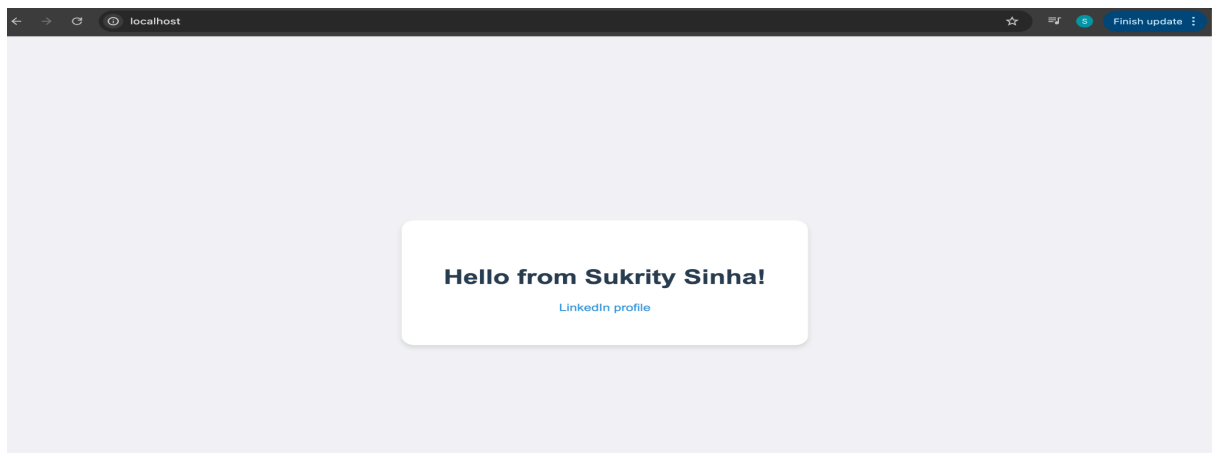 localhost
S
Finish update
Hello from Sukrity Sinha!
LinkedIn profile